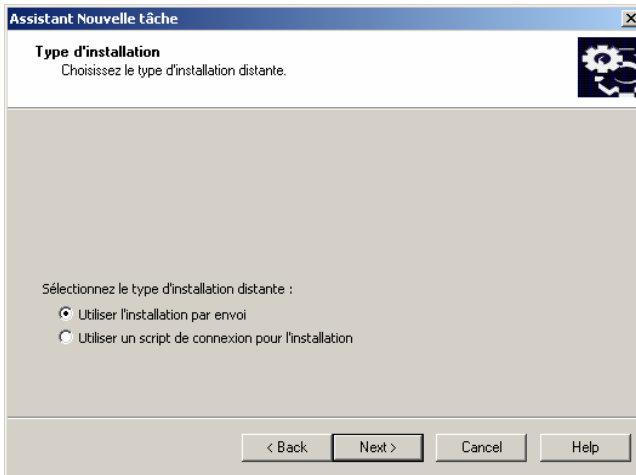 Assistant Nouvelle tâche
Type d'installation
Choisissez le type d'installation distante.
Sélectionnez le type d'installation distante :
Utiliser l'installation par envoi
Utiliser un script de connexion pour l'installation
< Back Next > Cancel Help